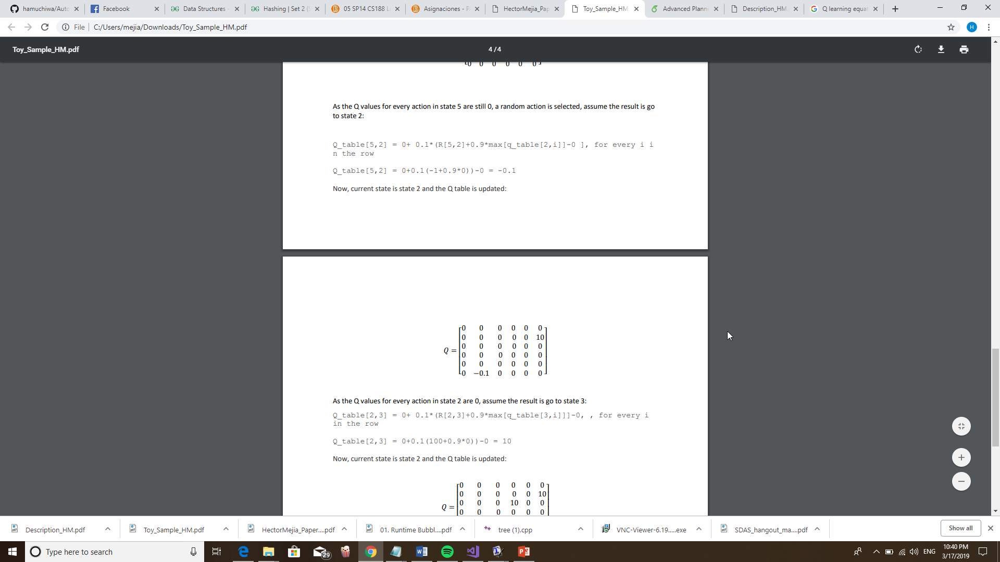 hamuchiwa/Auto
Facebook
Data Structures -
Hashing | Set 2 (S
05 SP14 CS188 L
Asignaciones - P
HectorMejia_Pap
Toy_Sample_HM.
Advanced Planni
Description_HM.
Q learning equat
File
C:/Users/mejia/Downloads/Toy_Sample_HM.pdf
H
Toy_Sample_HM.pdf
4 / 4
0 0 0 0 0 0
As the Q values for every action in state 5 are still 0, a random action is selected, assume the result is go
to state 2:
Q_table[5,2] = 0+ 0.1*(R[5,2]+0.9*max[q_table[2,i]]-0 ], for every i i
n the row
Q_table[5,2] = 0+0.1(-1+0.9*0))-0 = -0.1
Now, current state is state 2 and the Q table is updated:
0 0 0 0 0 0
0 0 0 0 0 10
0 0 0 0 0 0
Q =
0 0 0 0 0 0
0 0 0 0 0 0
0 −0.1 0 0 0 0
As the Q values for every action in state 2 are 0, assume the result is go to state 3:
Q_table[2,3] = 0+ 0.1*(R[2,3]+0.9*max[q_table[3,i]]]-0, , for every i
in the row
Q_table[2,3] = 0+0.1(100+0.9*0))-0 = 10
Now, current state is state 2 and the Q table is updated:
0 0 0 0 0 0
0 0 0 0 0 10
0 0 0 10 0 0
Q =
0 0 0 0 0 0
Description_HM.pdf
Toy_Sample_HM.pdf
HectorMejia_Paper....pdf
01. Runtime Bubbl....pdf
tree (1).cpp
VNC-Viewer-6.19.....exe
SDAS_hangout_ma....pdf
Show all
Type here to search
29
ENG
10:40 PM
3/17/2019